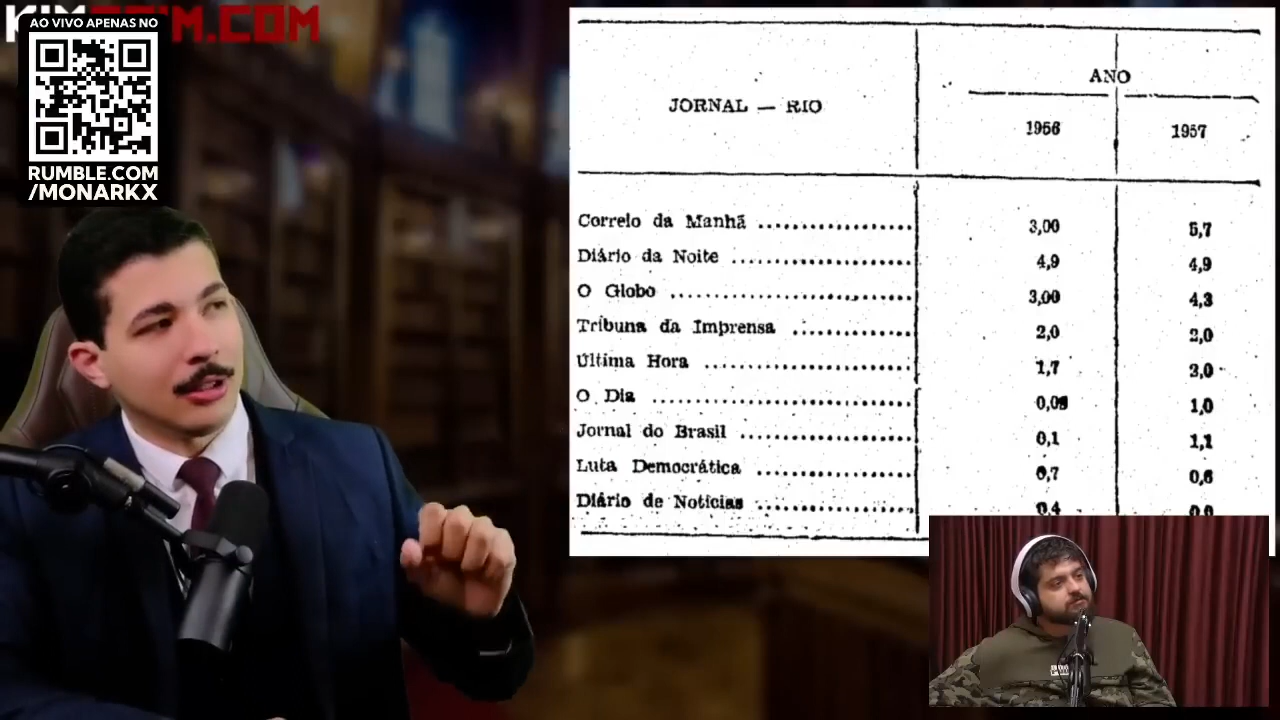 AO VIVO APENAS NO
RUMBLE.COM
/MONARKX
JORNAL — RIO
ANO
1956
1957
Correio da Manhã 3,00 5,7
Diário da Noite 4,9 4,9
O Globo 3,00 4,3
Tribuna da Imprensa 2,0
Última Hora 1,7 3,0
O Dia 1,0
Jornal do Brasil 0,1 1,1
Luta Democrática 0,7 0,6
Diário de Notícias 0,4